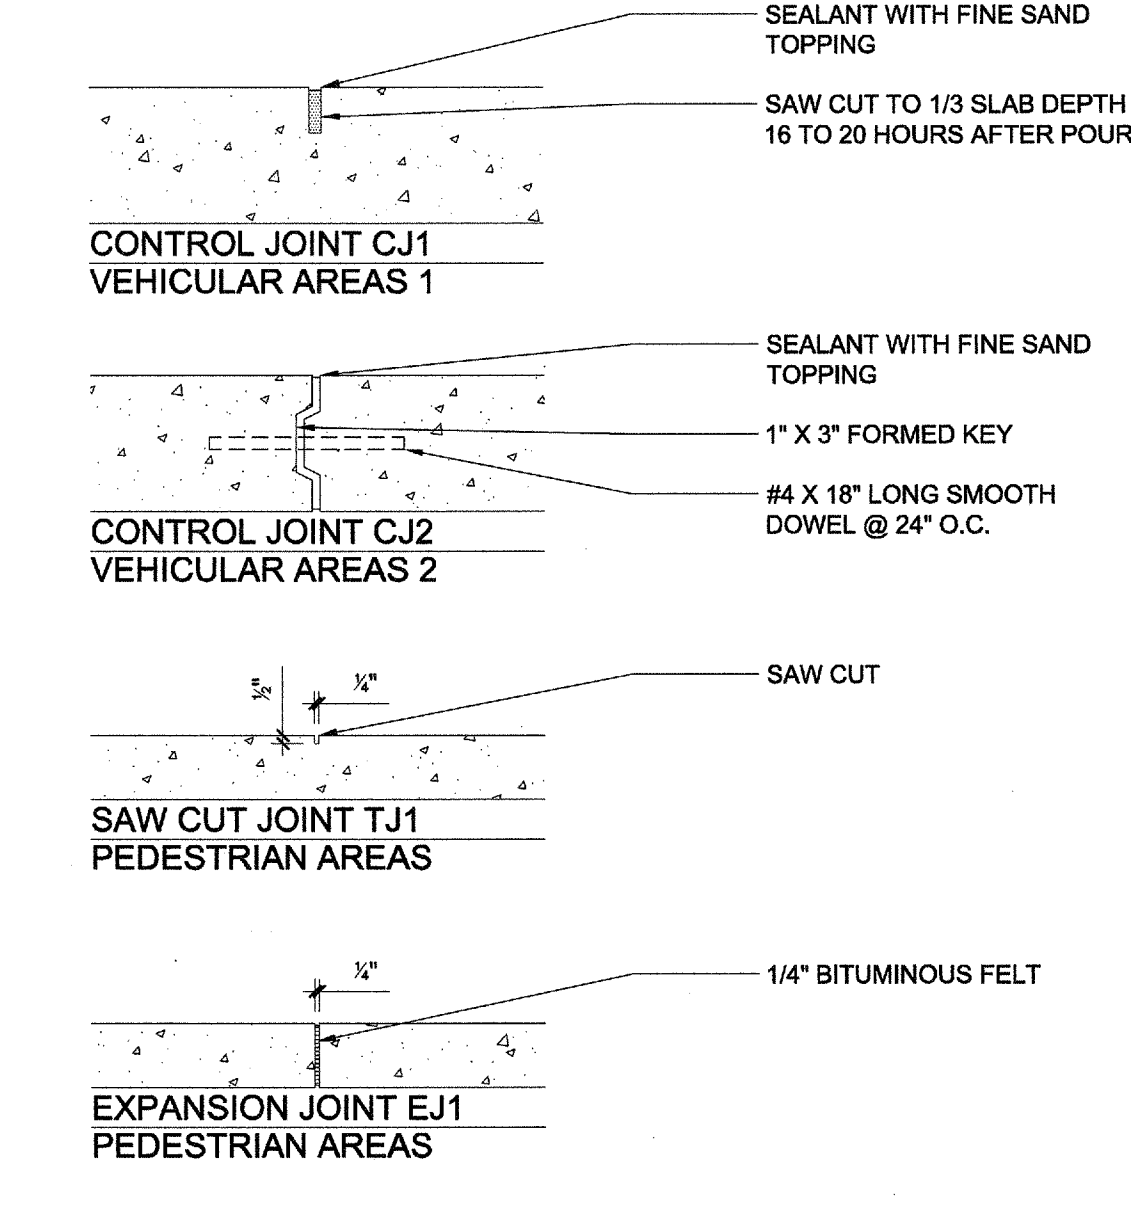 SEALANT WITH FINE SAND
TOPPING
SAW CUT TO 1/3 SLAB DEPTH
16 TO 20 HOURS AFTER POUR
CONTROL JOINT CJ1
VEHICULAR AREAS 1
SEALANT WITH FINE SAND
TOPPING
1" X 3" FORMED KEY
#4 X 18" LONG SMOOTH
DOWEL @ 24" O.C.
CONTROL JOINT CJ2
VEHICULAR AREAS 2
½"
¼"
SAW CUT
SAW CUT JOINT TJ1
PEDESTRIAN AREAS
¼"
1/4" BITUMINOUS FELT
EXPANSION JOINT EJ1
PEDESTRIAN AREAS